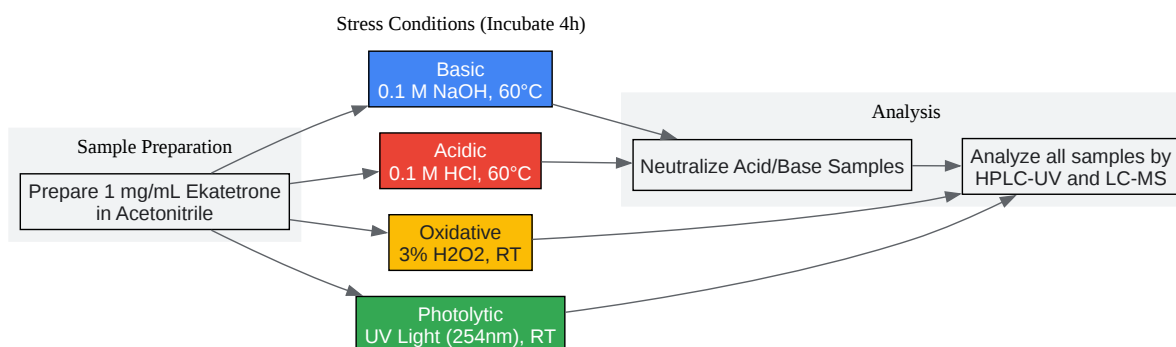 Stress Conditions (Incubate 4h)
Basic
0.1 M NaOH, 60°C
Analysis
Sample Preparation
Acidic
0.1 M HCl, 60°C
Neutralize Acid/Base Samples
Analyze all samples by
HPLC-UV and LC-MS
Prepare 1 mg/mL Ekatetrone
in Acetonitrile
Oxidative
3% H2O2, RT
Photolytic
UV Light (254nm), RT